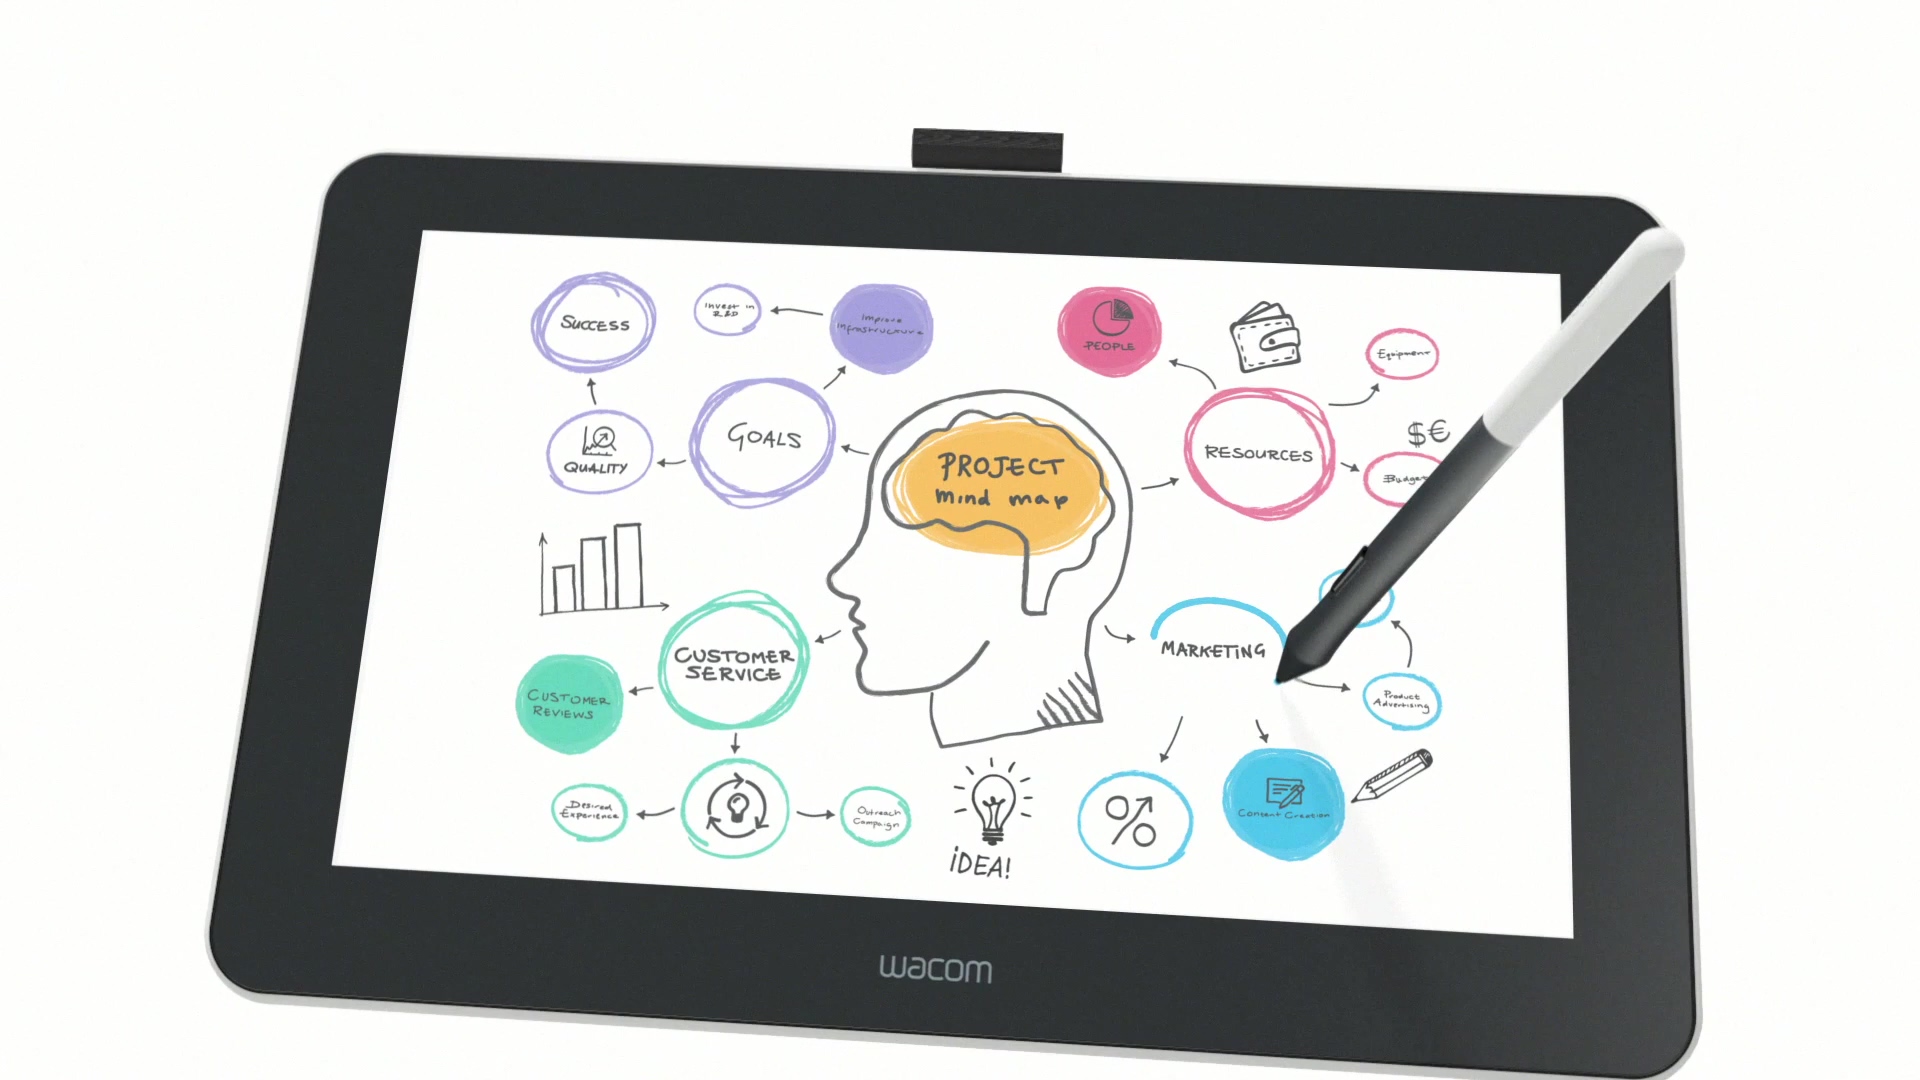 SUCCESS
Invest in
R&D
Improve
Infrastructure
PEOPLE
Equipment
GOALS
QUALITY
PROJECT
mind map
RESOURCES
$€
CUSTOMER
SERVICE
MARKETING
CUSTOMER
REVIEWS
Product
Advertising
Desired
Experience
Outreach
Campaign
%
Content Creation
iDEA!
wacom